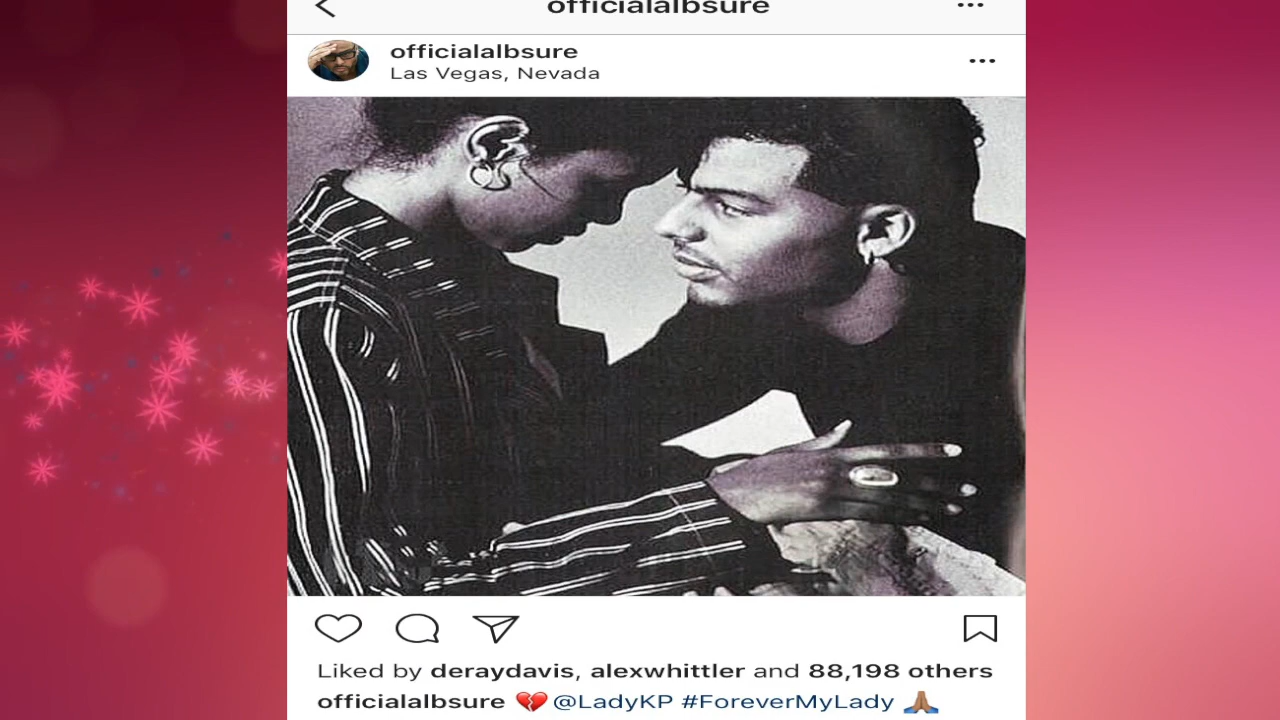 officialalbsure
officialalbsure
Las Vegas, Nevada
Liked by deraydavis, alexwhittler and 88,198 others
officialalbsure 💔 @LadyKP #ForeverMyLady 🙏🏽